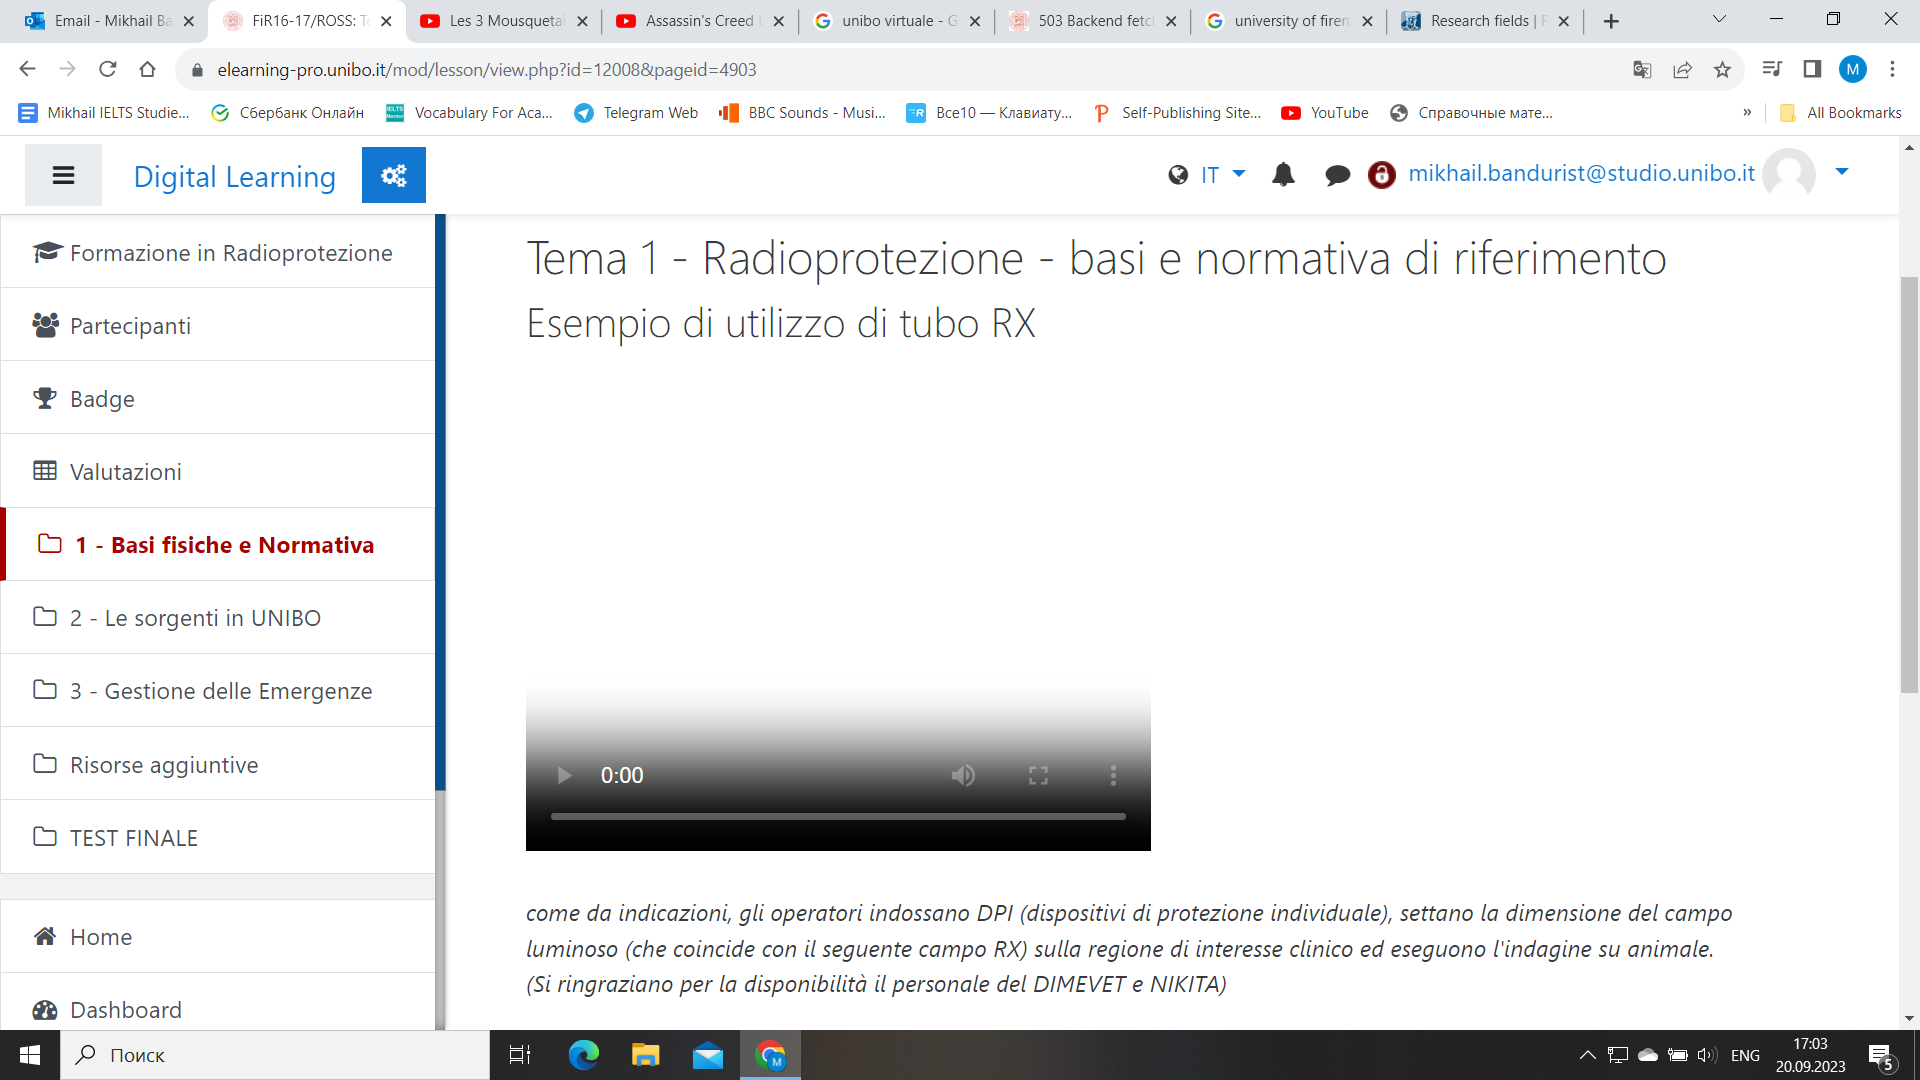 Email - Mikhail Ba
FiR16-17/ROSS: Te
Les 3 Mousquetai
Assassin's Creed U
unibo virtuale - G
503 Backend fetc
university of firen
Research fields | F
elearning-pro.unibo.it/mod/lesson/view.php?id=12008&pageid=4903
M
Mikhail IELTS Studie...
Сбербанк Онлайн
Vocabulary For Aca...
Telegram Web
BBC Sounds - Musi...
Все10 — Клавиату...
Self-Publishing Site...
YouTube
Справочные мате...
»
All Bookmarks
Digital Learning
IT
mikhail.bandurist@studio.unibo.it
Formazione in Radioprotezione
Partecipanti
Badge
Valutazioni
1 - Basi fisiche e Normativa
2 - Le sorgenti in UNIBO
3 - Gestione delle Emergenze
Risorse aggiuntive
TEST FINALE
Home
Dashboard
Tema 1 - Radioprotezione - basi e normativa di riferimento
Esempio di utilizzo di tubo RX
0:00
come da indicazioni, gli operatori indossano DPI (dispositivi di protezione individuale), settano la dimensione del campo
luminoso (che coincide con il seguente campo RX) sulla regione di interesse clinico ed eseguono l'indagine su animale.
(Si ringraziano per la disponibilità il personale del DIMEVET e NIKITA)
Поиск
M
ENG
17:03
20.09.2023
5